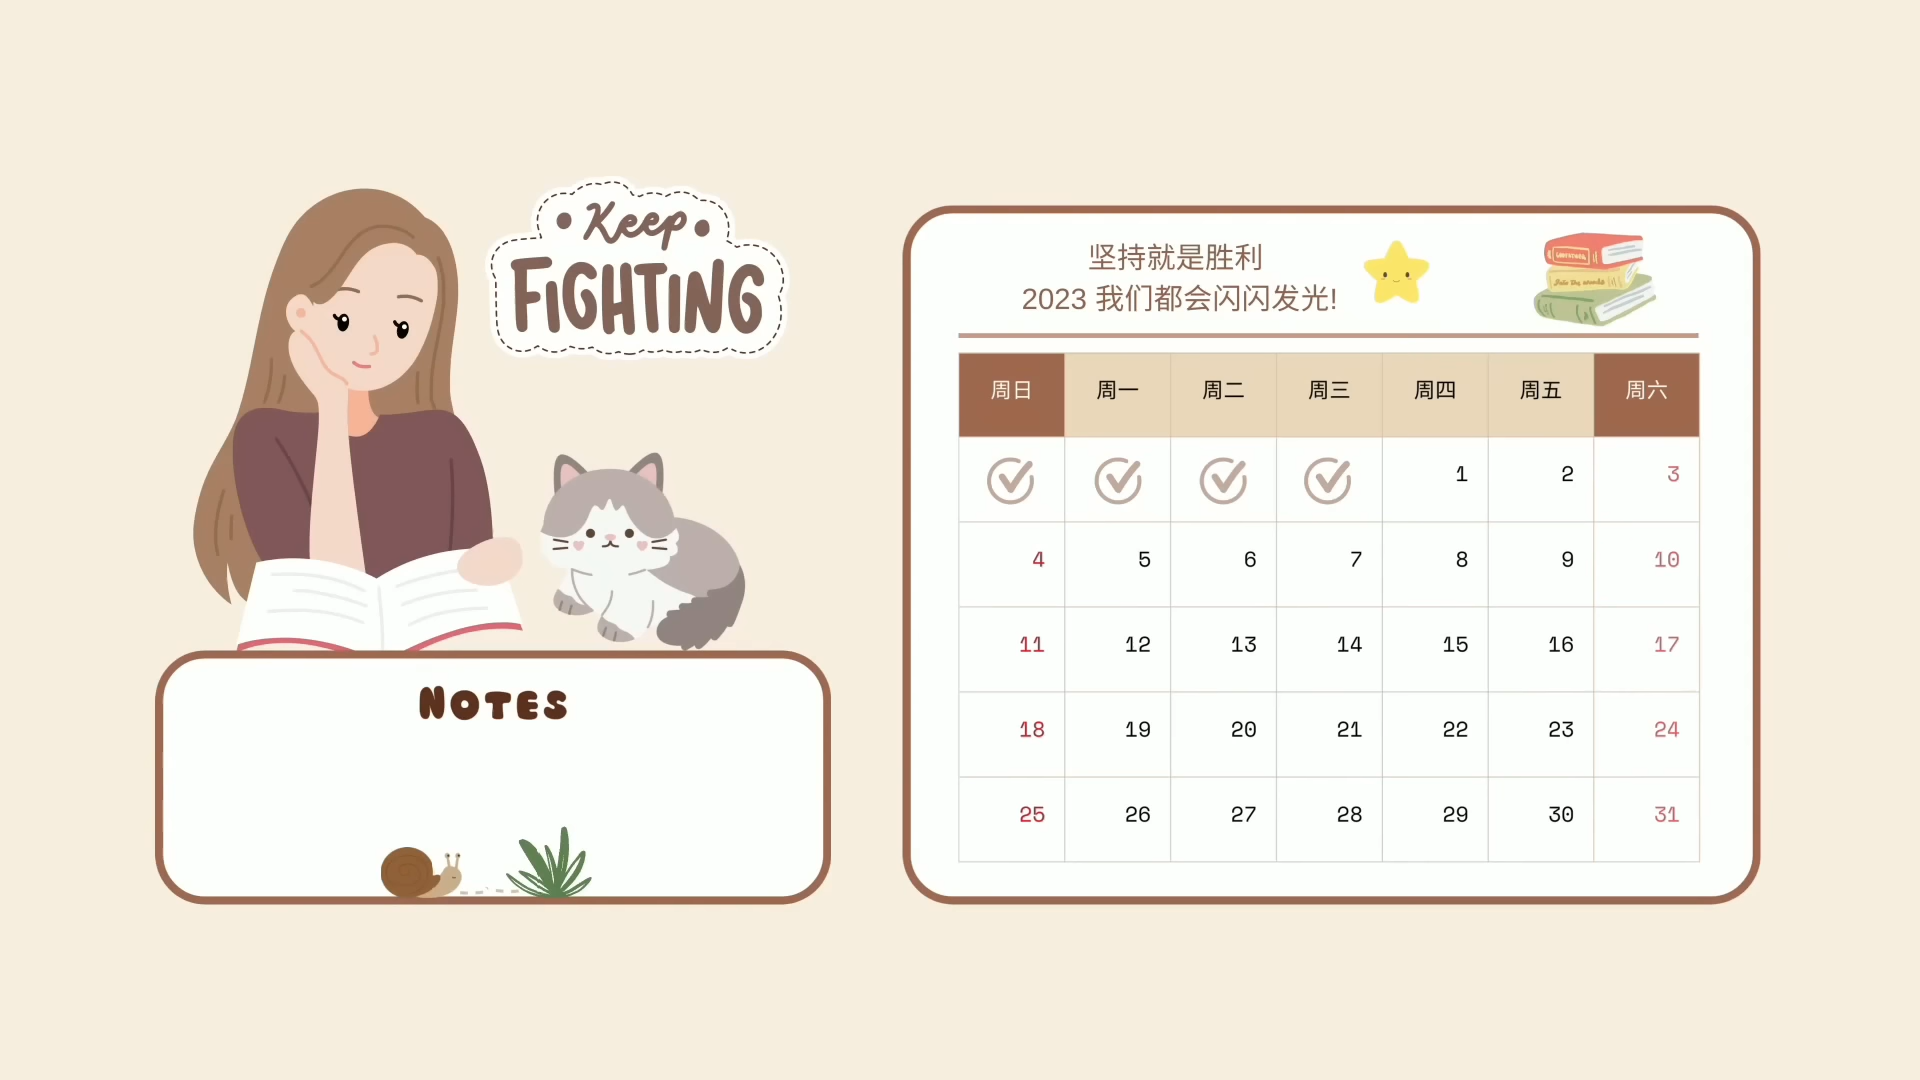 Keep
FiGHTiNG
坚持就是胜利
2023 我们都会闪闪发光!
周日 周一 周二 周三 周四 周五 周六
1 2 3
4 5 6 7 8 9 10
11 12 13 14 15 16 17
18 19 20 21 22 23 24
25 26 27 28 29 30 31
NOTES